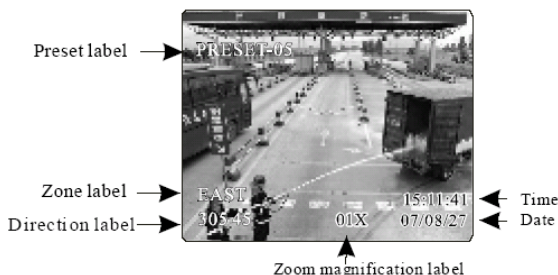 Preset label
PRESET-05
Zone label
EAST
15:11:41
Time
Direction label
305/45
01X
07/08/27
Date
Zoom magnification label